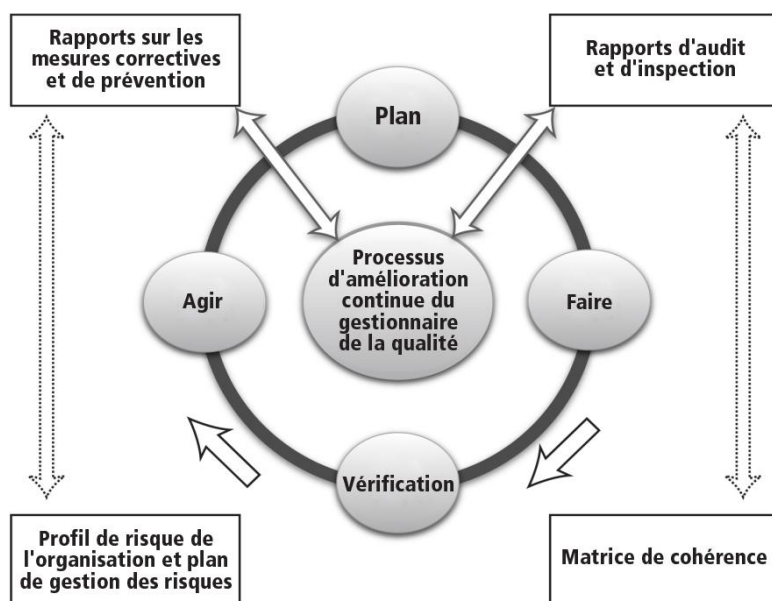 Rapports sur les
mesures correctives
et de prévention
Rapports d'audit
et d'inspection
Plan
Processus
d'amélioration
continue du
gestionnaire
de la qualité
Agir
Faire
Vérification
Profil de risque de
l'organisation et plan
de gestion des risques
Matrice de cohérence